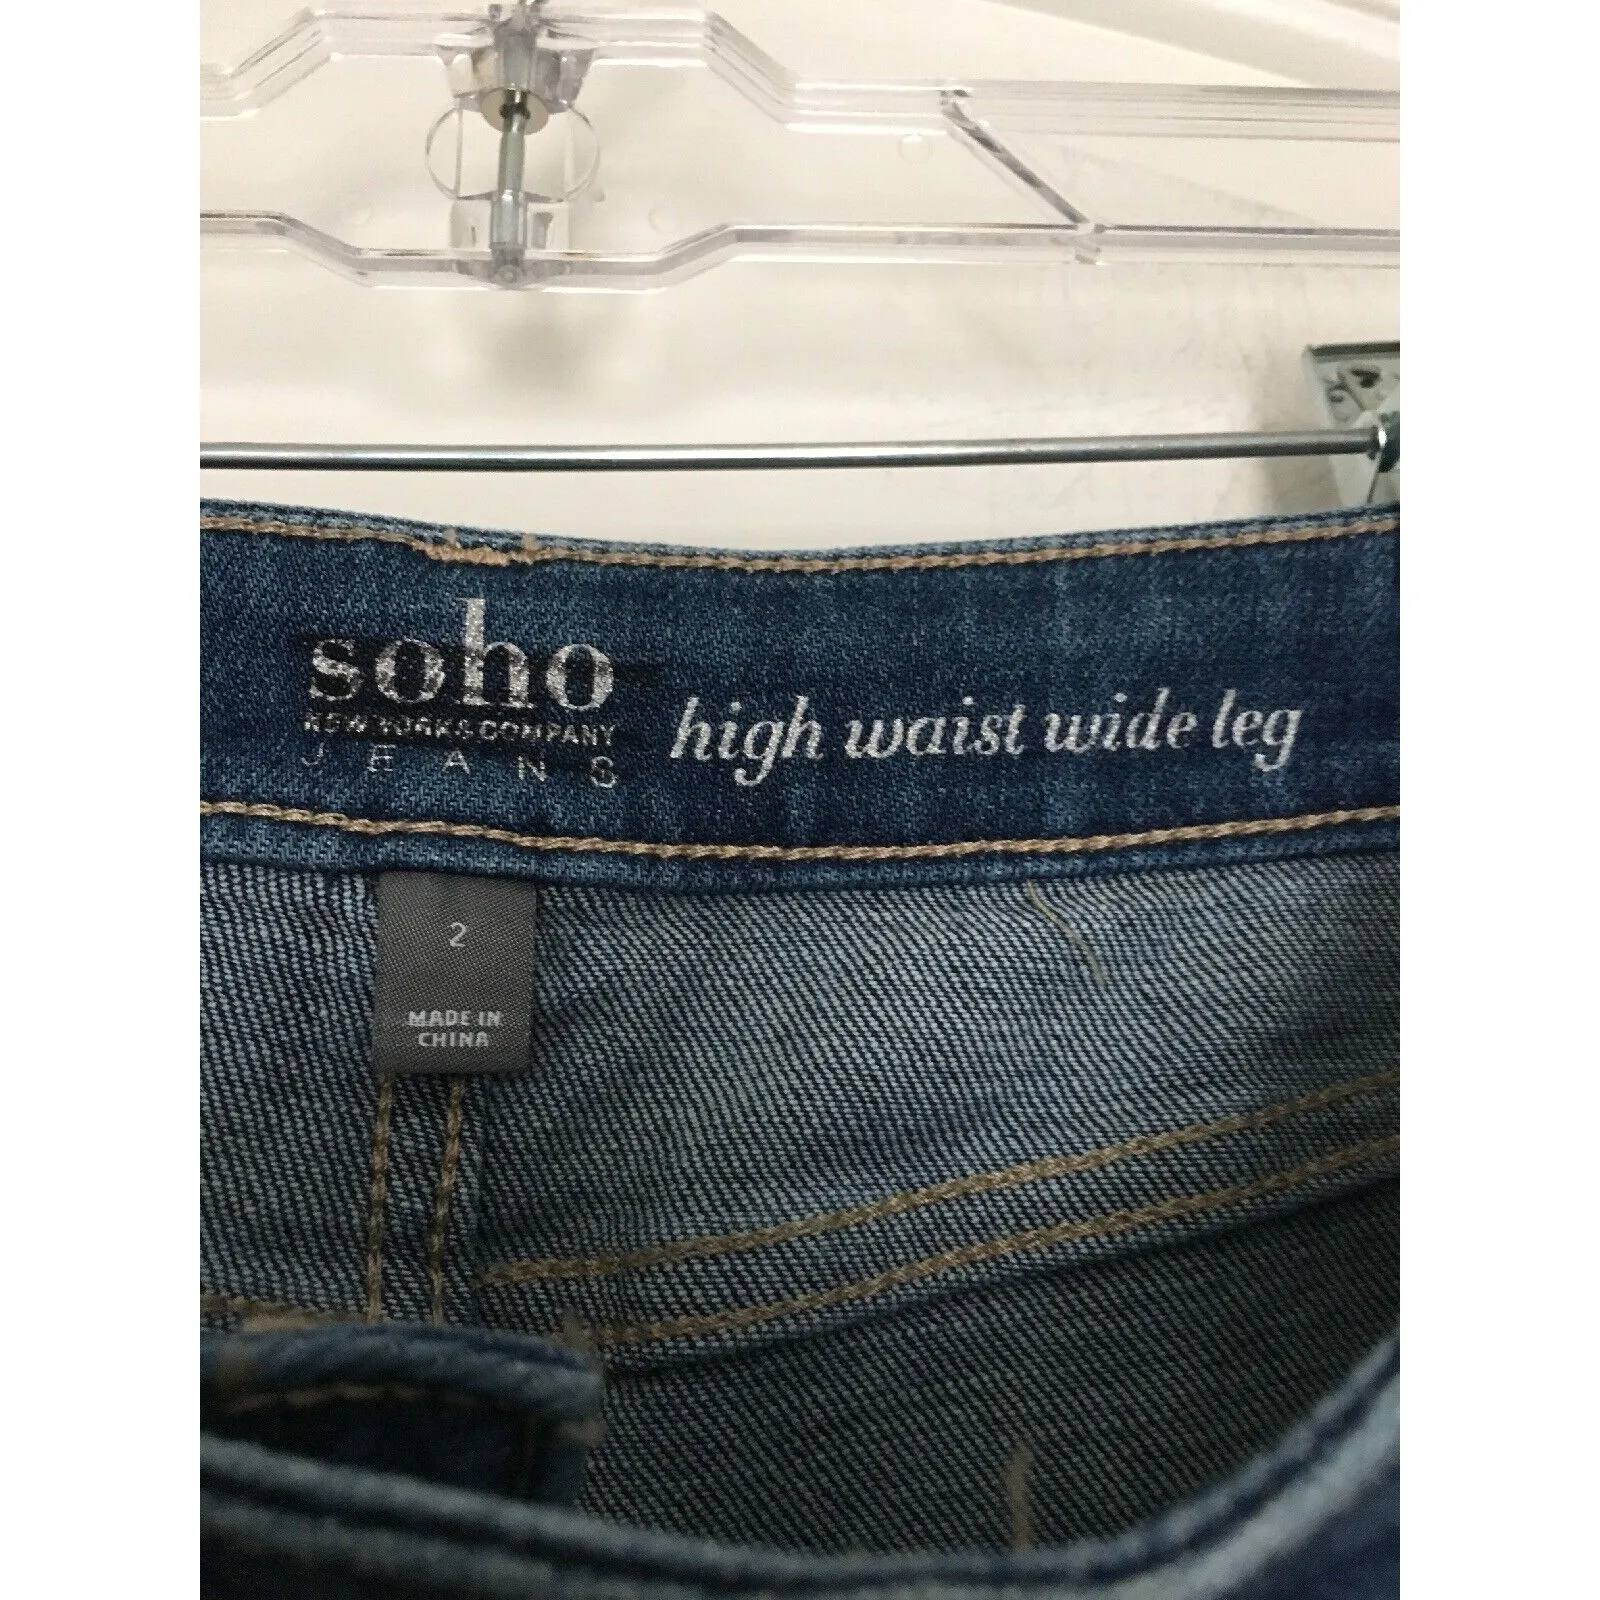 soho
NEW YORK & COMPANY
JEANS
high waist wide leg
2
MADE IN
CHINA